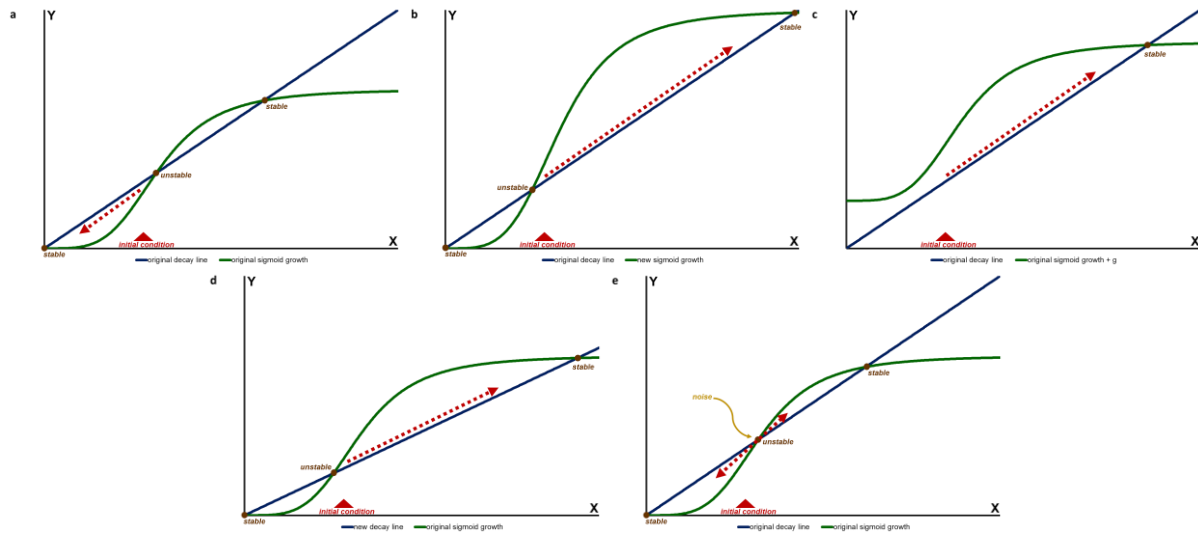 a
Y
stable
unstable
stable
initial condition
X
original decay line
original sigmoid growth
b
Y
stable
unstable
stable
initial condition
X
original decay line
new sigmoid growth
c
Y
stable
initial condition
X
original decay line
original sigmoid growth + g
d
Y
unstable
stable
stable
initial condition
X
new decay line
original sigmoid growth
e
Y
stable
noise
unstable
stable
initial condition
X
original decay line
original sigmoid growth